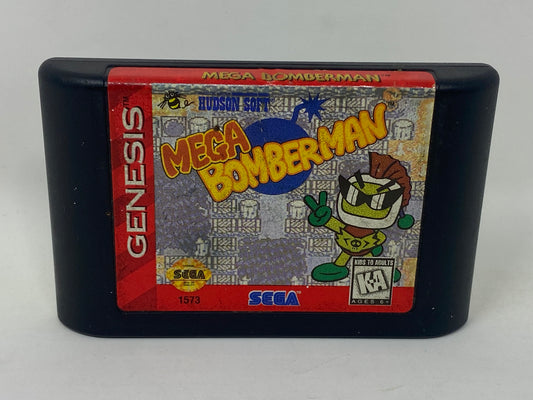 MEGA BOMBERMAN
HUDSON SOFT
MEGA
BOMBERMAN
GENESIS
SEGA
1573
SEGA
KIDS TO ADULTS
K-A
AGES 6+